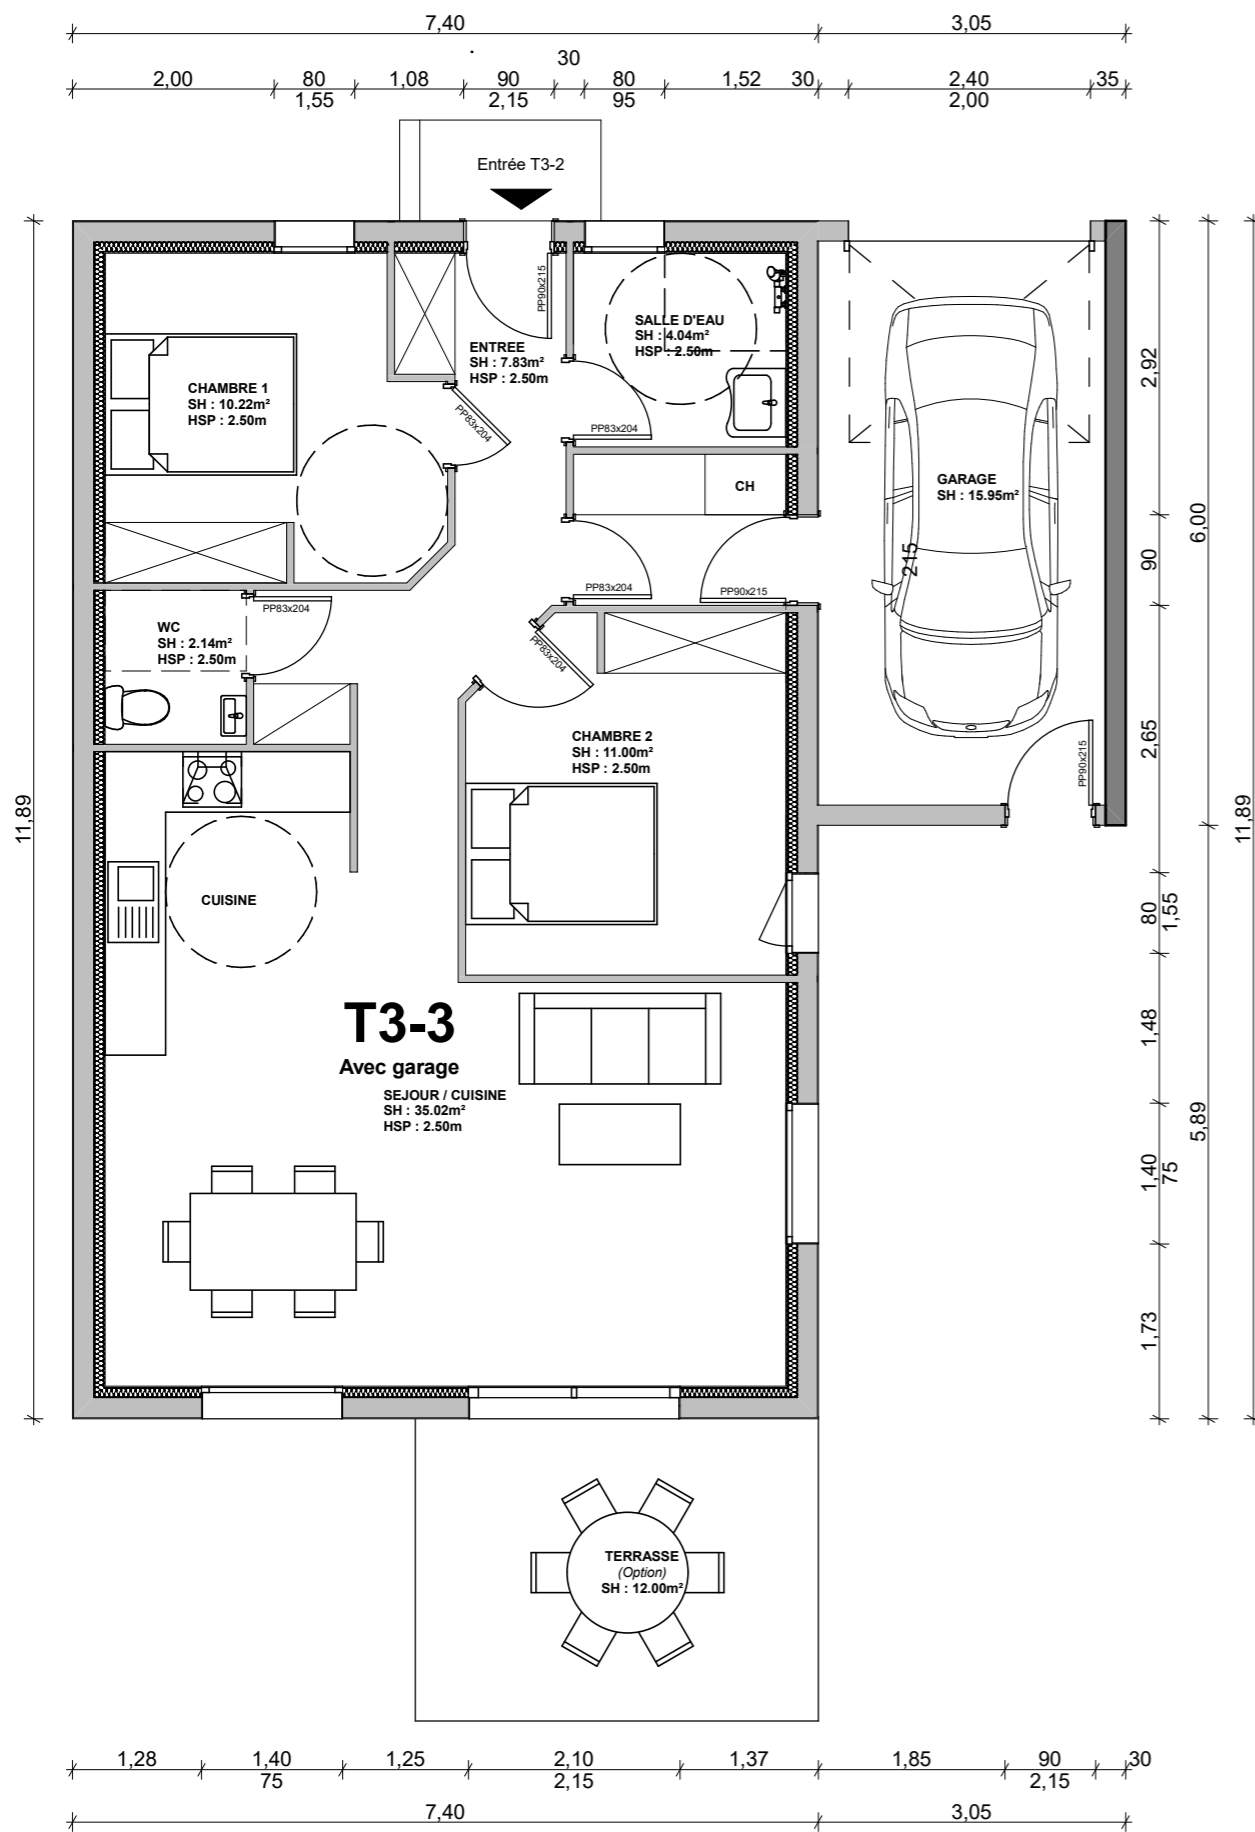 7,40
3,05
30
2,00
80
1,08
90
80
1,52
30
2,40
35
1,55
2,15
95
2,00
Entrée T3-2
PP90x215
SALLE D'EAU
SH : 4.04m²
HSP : 2.50m
ENTREE
SH : 7.83m²
HSP : 2.50m
CHAMBRE 1
SH : 10.22m²
HSP : 2.50m
PP83x204
PP83x204
CH
GARAGE
SH : 15.95m²
215
PP83x204
PP83x204
PP90x215
WC
SH : 2.14m²
HSP : 2.50m
PP83x204
CHAMBRE 2
SH : 11.00m²
HSP : 2.50m
PP90x215
CUISINE
T3-3
Avec garage
SEJOUR / CUISINE
SH : 35.02m²
HSP : 2.50m
TERRASSE
(Option)
SH : 12.00m²
11,89
2,92
90
2,65
80
1,55
1,48
1,40
75
1,73
6,00
5,89
11,89
1,28
1,40
1,25
2,10
1,37
1,85
90
30
75
2,15
2,15
7,40
3,05